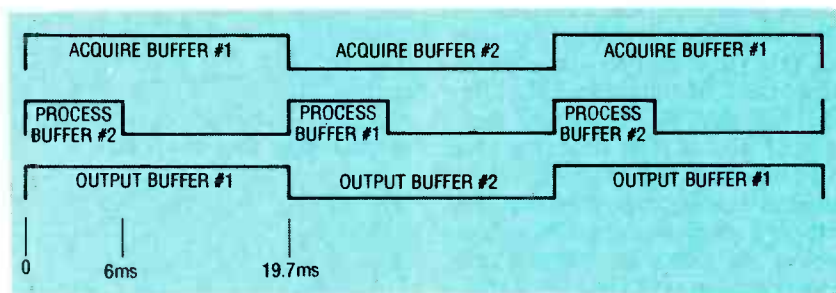 ACQUIRE BUFFER #1 ACQUIRE BUFFER #2 ACQUIRE BUFFER #1
PROCESS PROCESS PROCESS
BUFFER #2 BUFFER #1 BUFFER #2
OUTPUT BUFFER #1 OUTPUT BUFFER #2 OUTPUT BUFFER #1
0 6ms 19.7ms